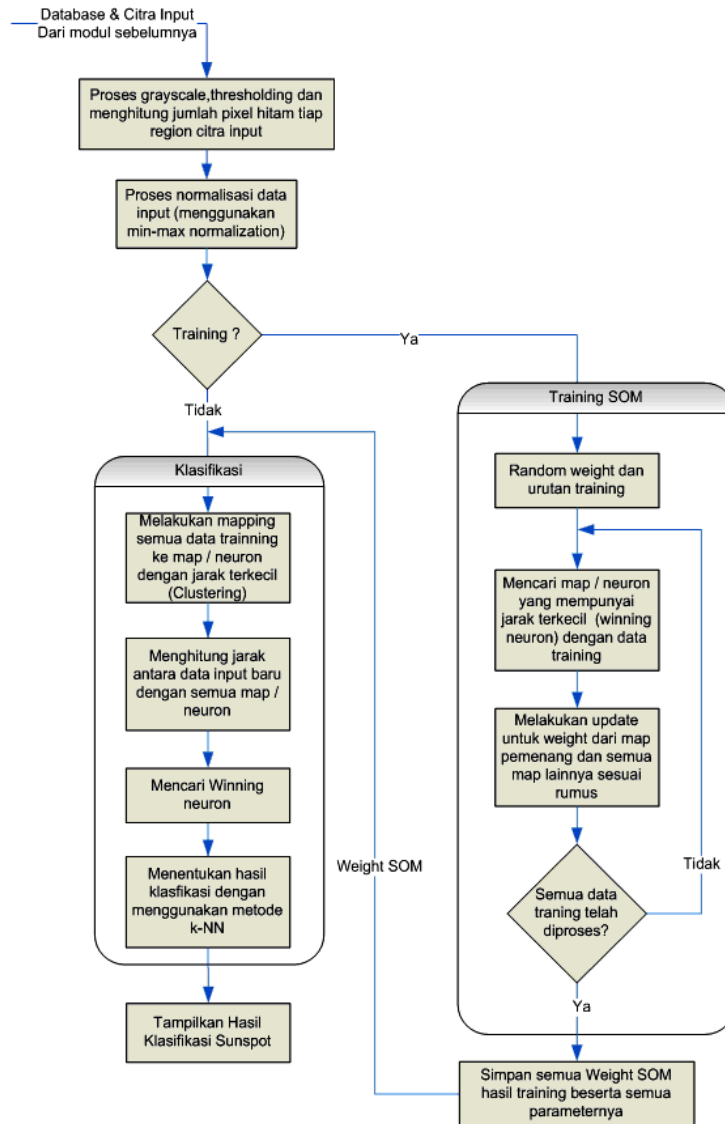 Database & Citra Input
Dari modul sebelumnya
Proses grayscale,thresholding dan
menghitung jumlah pixel hitam tiap
region citra input
Proses normalisasi data
input (menggunakan
min-max normalization)
Training ?
Ya
Tidak
Training SOM
Random weight dan
urutan training
Mencari map / neuron
yang mempunyai
jarak terkecil (winning
neuron) dengan data
training
Melakukan update
untuk weight dari map
pemenang dan semua
map lainnya sesuai
rumus
Semua data
traning telah
diproses?
Tidak
Ya
Simpan semua Weight SOM
hasil training beserta semua
parameternya
Weight SOM
Klasifikasi
Melakukan mapping
semua data trainning
ke map / neuron
dengan jarak terkecil
(Clustering)
Menghitung jarak
antara data input baru
dengan semua map /
neuron
Mencari Winning
neuron
Menentukan hasil
klasfikasi dengan
menggunakan metode
k-NN
Tampilkan Hasil
Klasifikasi Sunspot